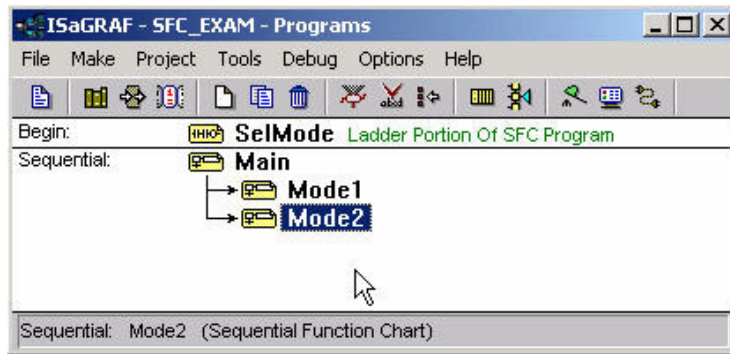 ISaGRAF - SFC_EXAM - Programs
File Make Project Tools Debug Options Help
Begin: SelMode Ladder Portion Of SFC Program
Sequential: Main
Mode1
Mode2
Sequential: Mode2 (Sequential Function Chart)